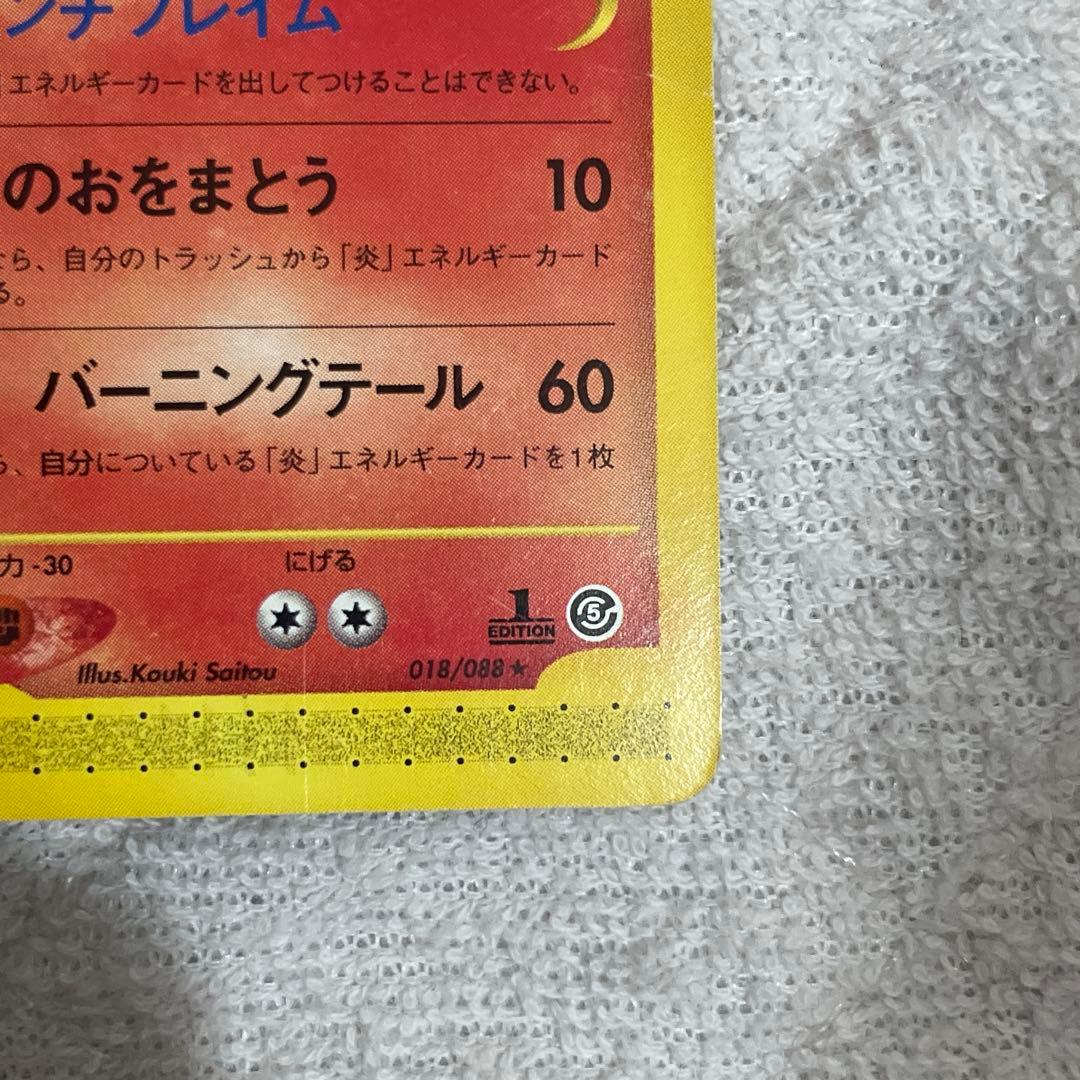 ンチフレイム
」エネルギーカードを出してつけることはできない。
のおをまとう 10
なら、自分のトラッシュから「炎」エネルギーカード
る。
バーニングテール 60
ら、自分についている「炎」エネルギーカードを1枚
力 -30 にげる
1
EDITION
5
Illus.Kouki Saitou 018/088★